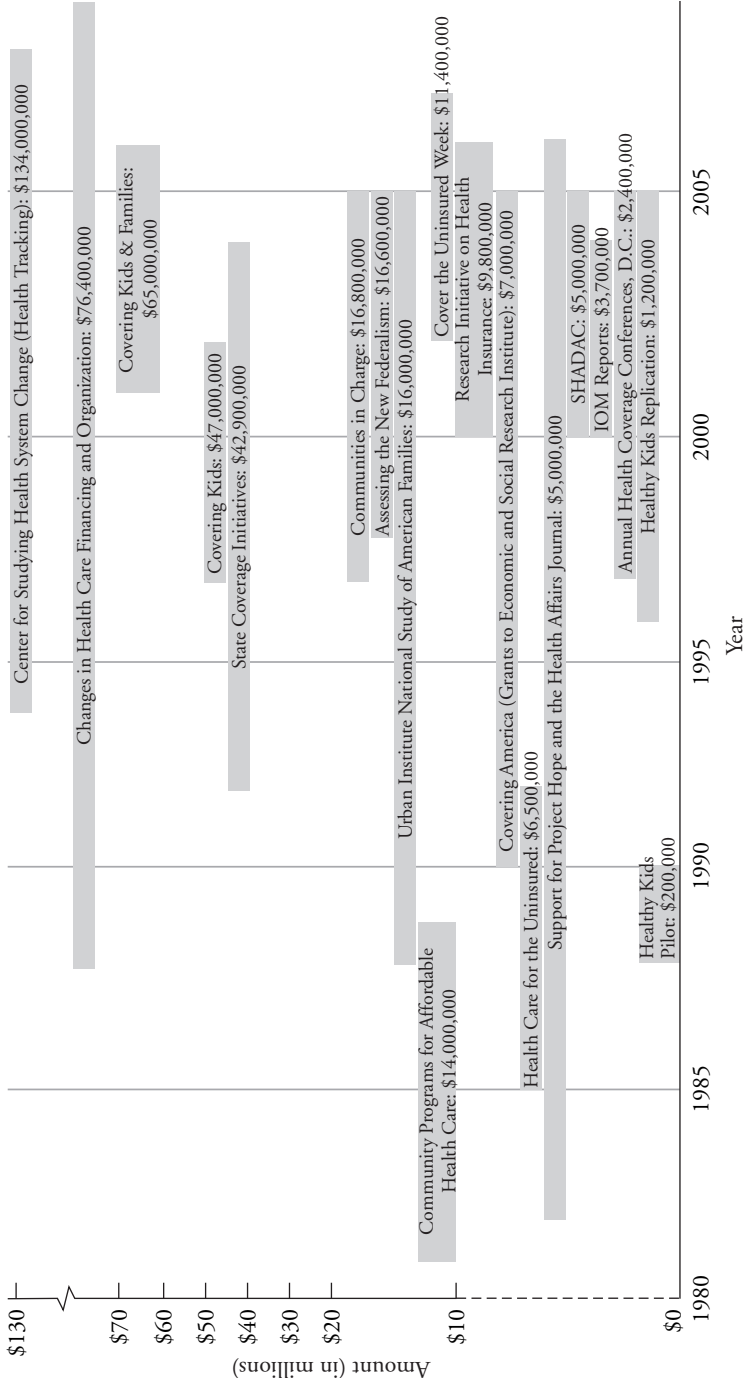 $130
$70
$60
$50
$40
$30
$20
$10
$0
Amount (in millions)
Center for Studying Health System Change (Health Tracking): $134,000,000
Changes in Health Care Financing and Organization: $76,400,000
Covering Kids & Families:
$65,000,000
Covering Kids: $47,000,000
State Coverage Initiatives: $42,900,000
Communities in Charge: $16,800,000
Assessing the New Federalism: $16,600,000
Urban Institute National Study of American Families: $16,000,000
Community Programs for Affordable
Health Care: $14,000,000
Cover the Uninsured Week: $11,400,000
Research Initiative on Health
Insurance: $9,800,000
Covering America (Grants to Economic and Social Research Institute): $7,000,000
Health Care for the Uninsured: $6,500,000
Support for Project Hope and the Health Affairs Journal: $5,000,000
SHADAC: $5,000,000
IOM Reports: $3,700,000
Annual Health Coverage Conferences, D.C.: $2,400,000
Healthy Kids Replication: $1,200,000
Healthy Kids
Pilot: $200,000
1980
1985
1990
1995
2000
2005
Year